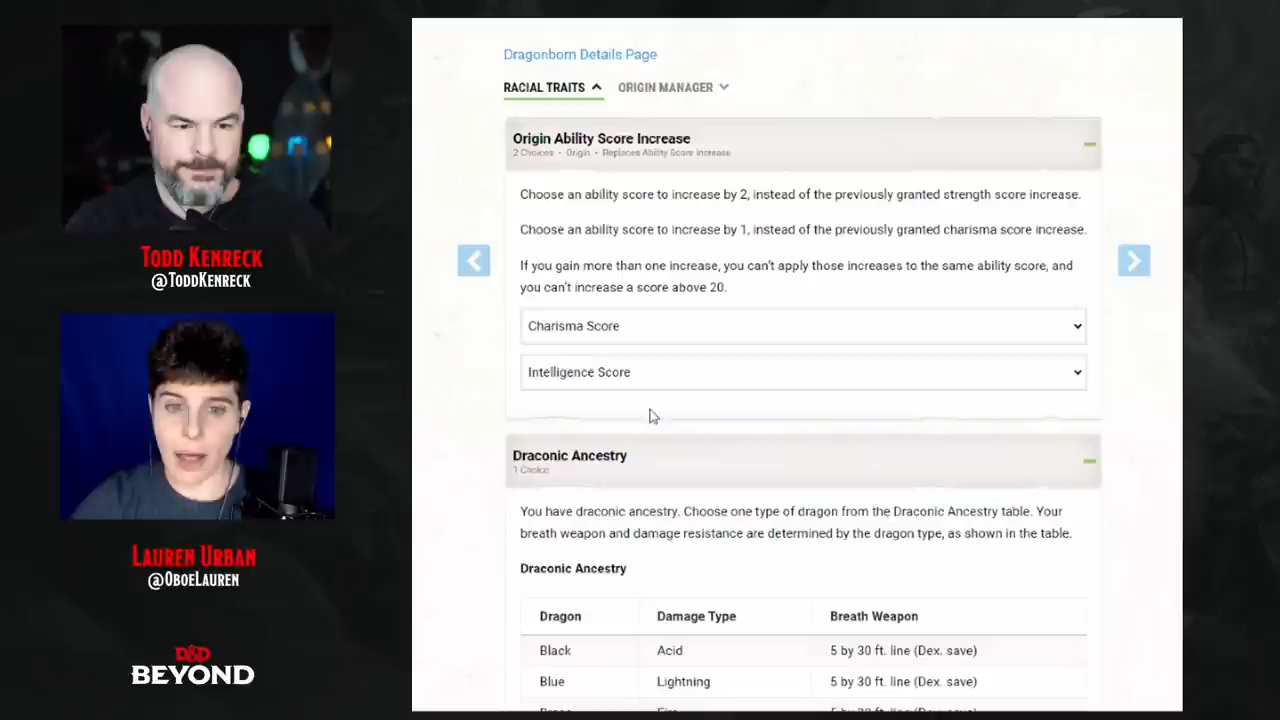 Dragonborn Details Page
RACIAL TRAITS ORIGIN MANAGER
Origin Ability Score Increase
2 Choices • Origin • Replaces Ability Score Increase
Choose an ability score to increase by 2, instead of the previously granted strength score increase.
Choose an ability score to increase by 1, instead of the previously granted charisma score increase.
If you gain more than one increase, you can't apply those increases to the same ability score, and
you can't increase a score above 20.
Charisma Score
Intelligence Score
Draconic Ancestry
1 Choice
You have draconic ancestry. Choose one type of dragon from the Draconic Ancestry table. Your
breath weapon and damage resistance are determined by the dragon type, as shown in the table.
Draconic Ancestry
Dragon Damage Type Breath Weapon
Black Acid 5 by 30 ft. line (Dex. save)
Blue Lightning 5 by 30 ft. line (Dex. save)
Todd Kenreck
@ToddKenreck
Lauren Urban
@OboeLauren
D&D
BEYOND